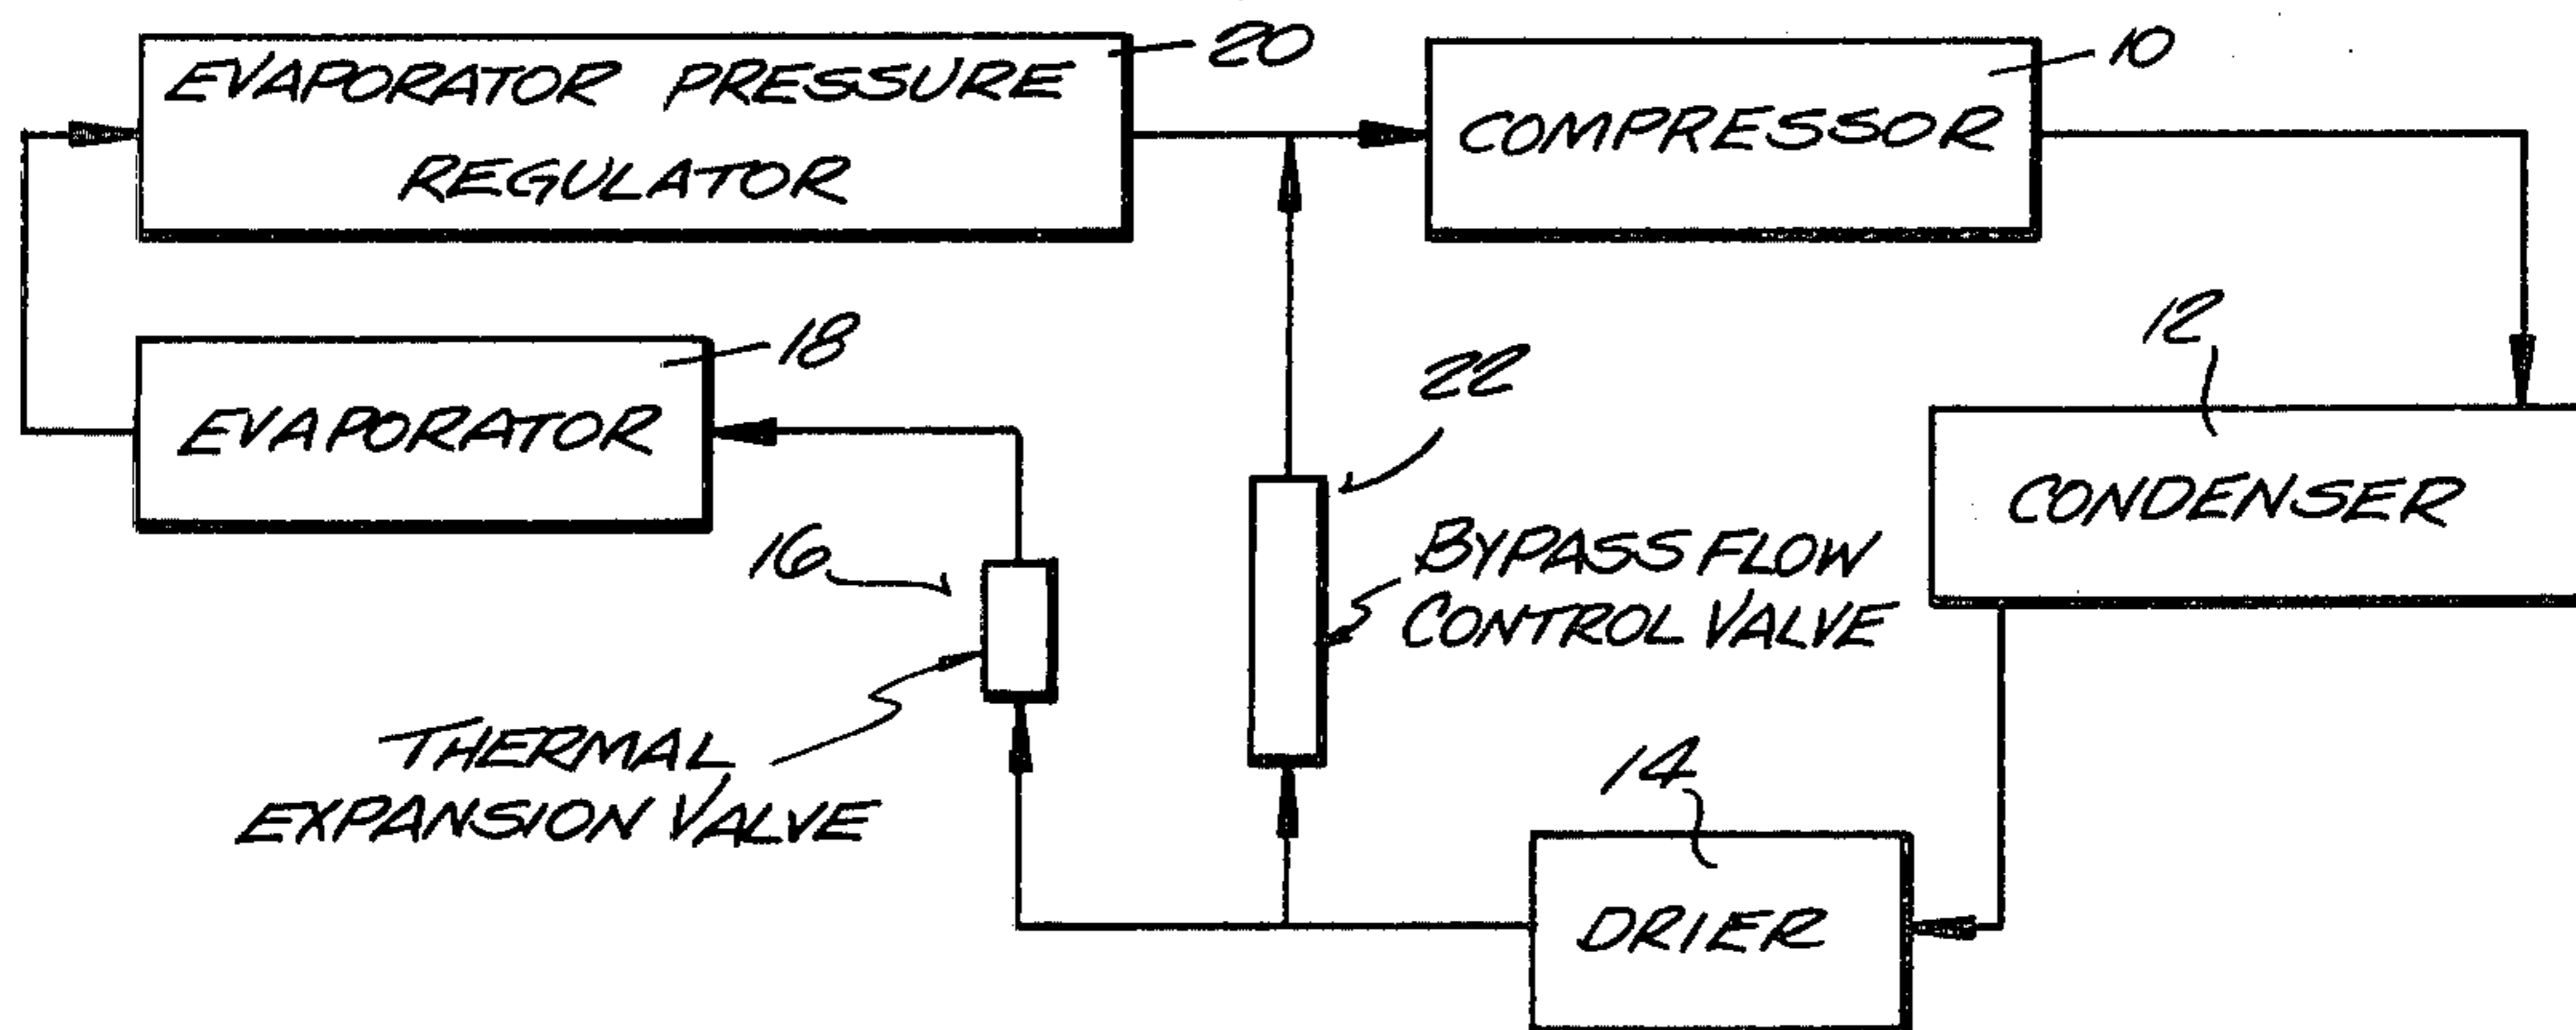 EVAPORATOR PRESSURE
REGULATOR
20
COMPRESSOR
10
EVAPORATOR
18
12
CONDENSER
22
BYPASS FLOW
CONTROL VALVE
16
THERMAL
EXPANSION VALVE
14
DRIER